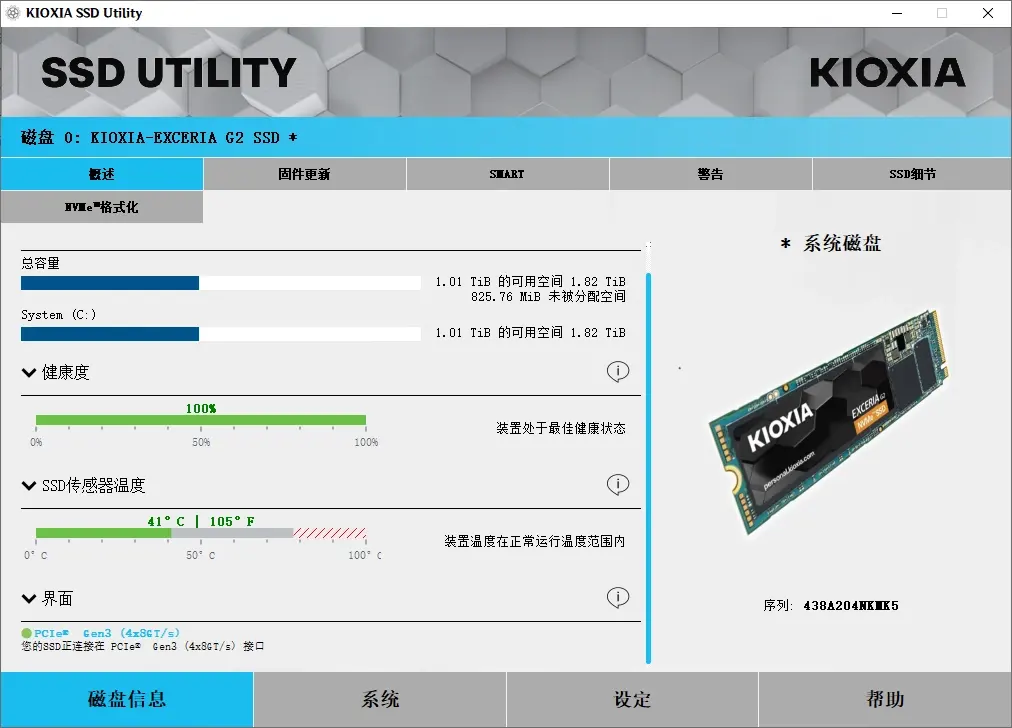 KIOXIA SSD Utility
SSD UTILITY
KIOXIA
磁盘 0: KIOXIA-EXCERIA G2 SSD *
概述
固件更新
SMART
警告
SSD细节
NVMe™格式化
* 系统磁盘
总容量
1.01 TiB 的可用空间 1.82 TiB
825.76 MiB 未被分配空间
System (C:)
1.01 TiB 的可用空间 1.82 TiB
健康度
100%
0% 50% 100%
装置处于最佳健康状态
SSD传感器温度
41° C | 105° F
0° C 50° C 100° C
装置温度在正常运行温度范围内
界面
PCIe® Gen3 (4x8GT/s)
您的SSD正连接在 PCIe® Gen3 (4x8GT/s) 接口
KIOXIA
EXCERIA G2
NVMe SSD
personal.kioxia.com
序列: 438A204NKMK5
磁盘信息
系统
设定
帮助